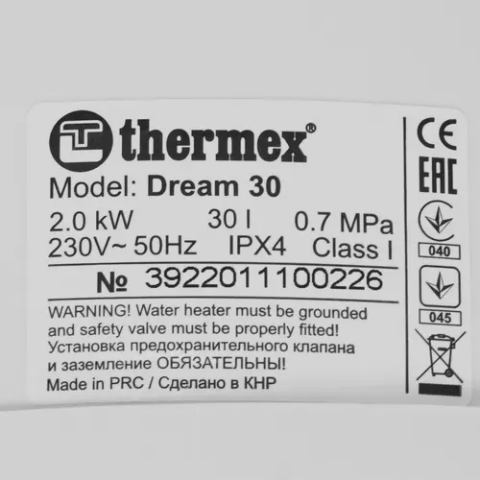 thermex®
Model: Dream 30
2.0 kW 30 l 0.7 MPa
230V~ 50Hz IPX4 Class I
№ 3922011100226
WARNING! Water heater must be grounded
and safety valve must be properly fitted!
Установка предохранительного клапана
и заземление ОБЯЗАТЕЛЬНЫ!
Made in PRC / Сделано в КНР
CE
EAC
040
045